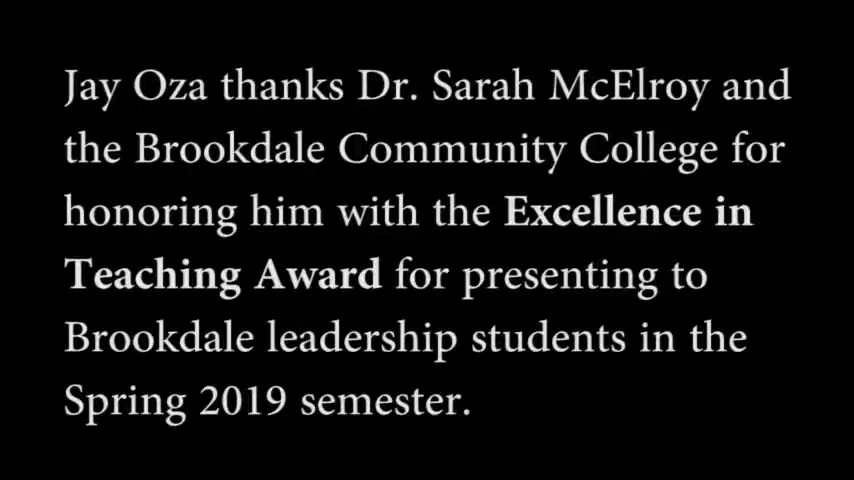 Jay Oza thanks Dr. Sarah McElroy and
the Brookdale Community College for
honoring him with the Excellence in
Teaching Award for presenting to
Brookdale leadership students in the
Spring 2019 semester.